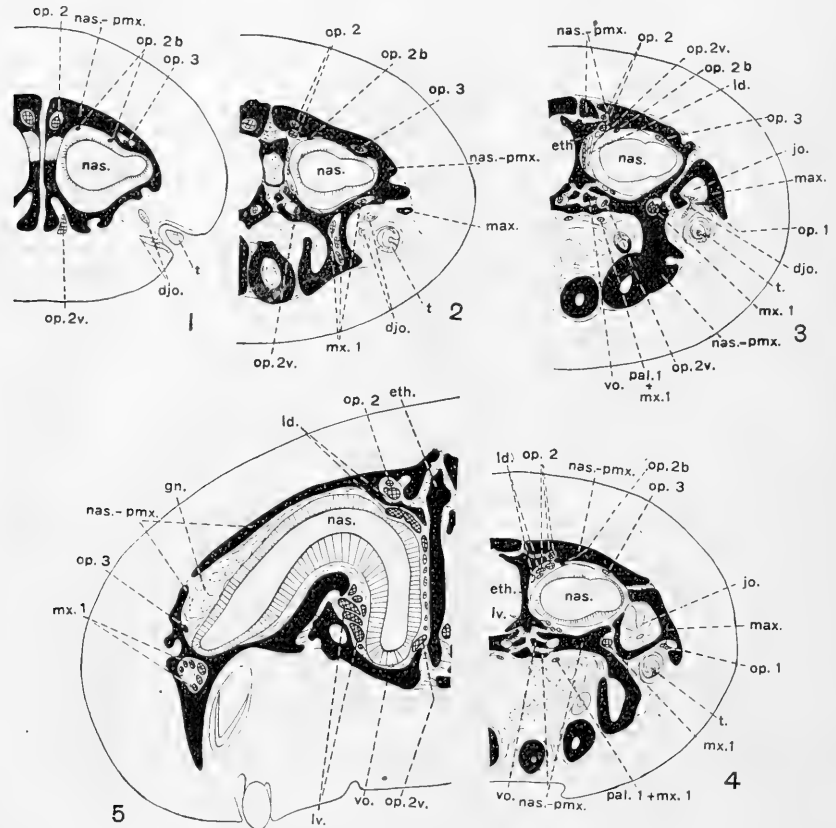 op. 2
nas.-pmx.
op. 2 b
op. 3
nas.
djo.
t
op.2v.
1
op. 2
op. 2b
op. 3
nas.-pmx.
nas.
max.
t
djo.
mx. 1
op.2v.
2
nas.-pmx.
op. 2
op.2v.
op. 2 b
ld.
op. 3
eth.
nas.
jo.
max.
op. 1
djo.
t.
mx. 1
nas.-pmx.
op.2v.
pal.1
+
mx.1
vo.
3
eth.
op. 2
ld.
gn.
nas.-pmx.
nas.
op. 3
mx. 1
lv.
vo.
op.2v.
5
ld.
op. 2
nas.-pmx.
op.2b
op. 3
eth.
nas.
lv.
jo.
max.
op. 1
t.
mx.1
pal. 1 + mx. 1
nas.-pmx.
vo.
4